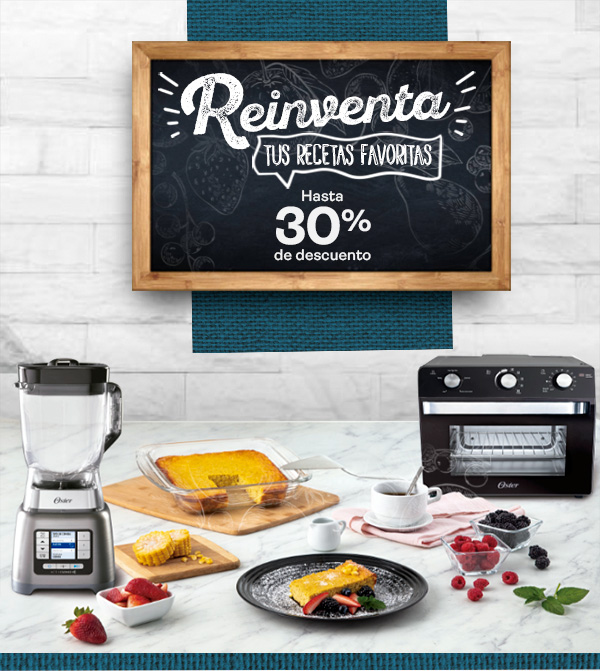 Reinventa
TUS RECETAS FAVORITAS
Hasta
30%
de descuento
Oster
Oster